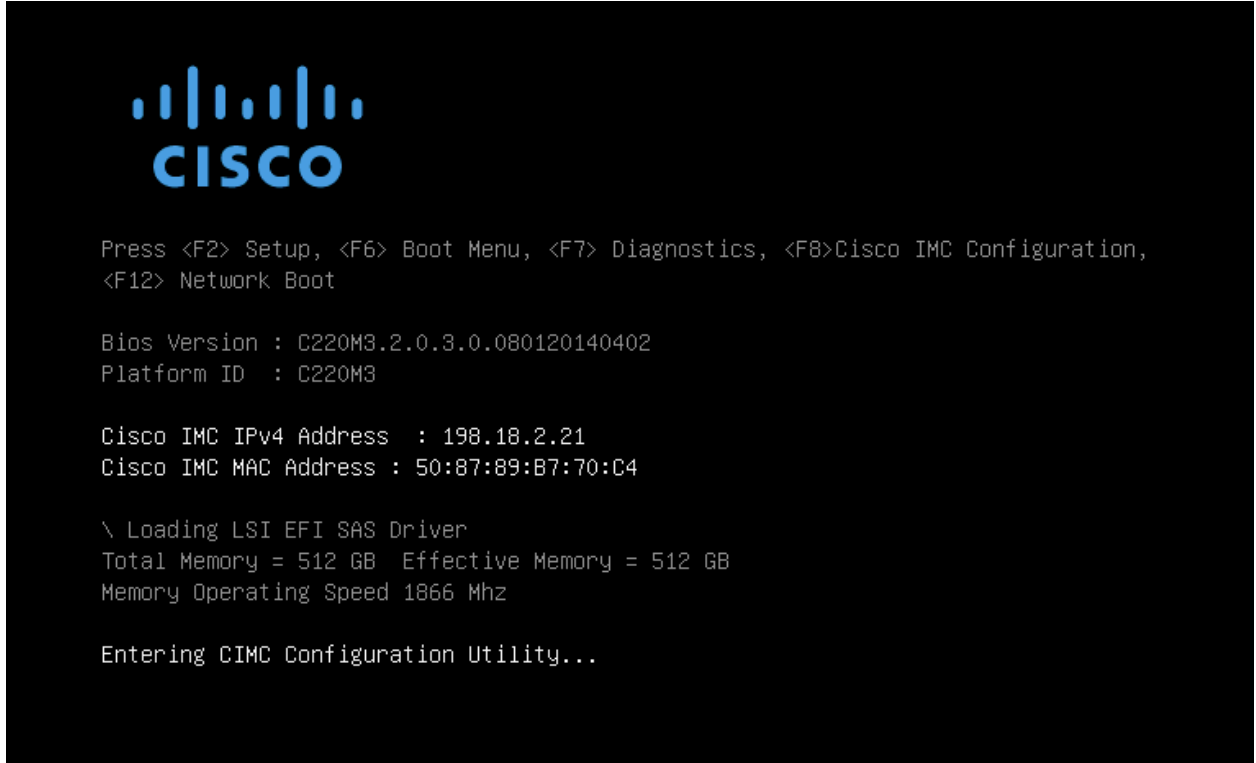 CISCO
Press <F2> Setup, <F6> Boot Menu, <F7> Diagnostics, <F8>Cisco IMC Configuration,
<F12> Network Boot
Bios Version : C220M3.2.0.3.0.080120140402
Platform ID  : C220M3
Cisco IMC IPv4 Address  : 198.18.2.21
Cisco IMC MAC Address : 50:87:89:B7:70:C4
\ Loading LSI EFI SAS Driver
Total Memory = 512 GB  Effective Memory = 512 GB
Memory Operating Speed 1866 Mhz
Entering CIMC Configuration Utility...